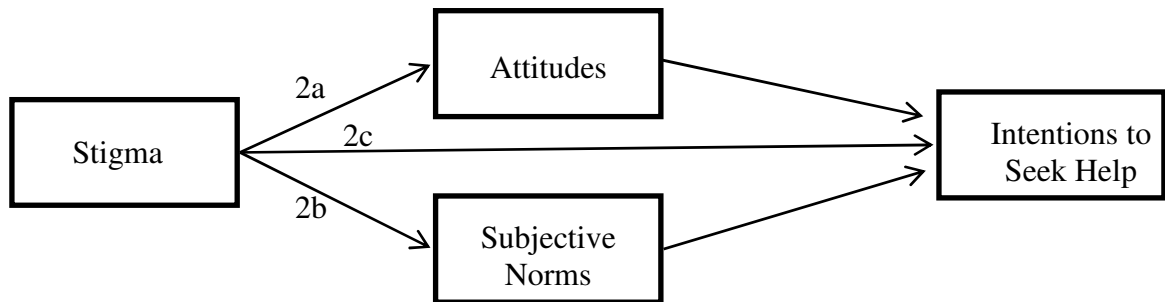 Attitudes
2a
Stigma
2c
Intentions to
Seek Help
2b
Subjective
Norms